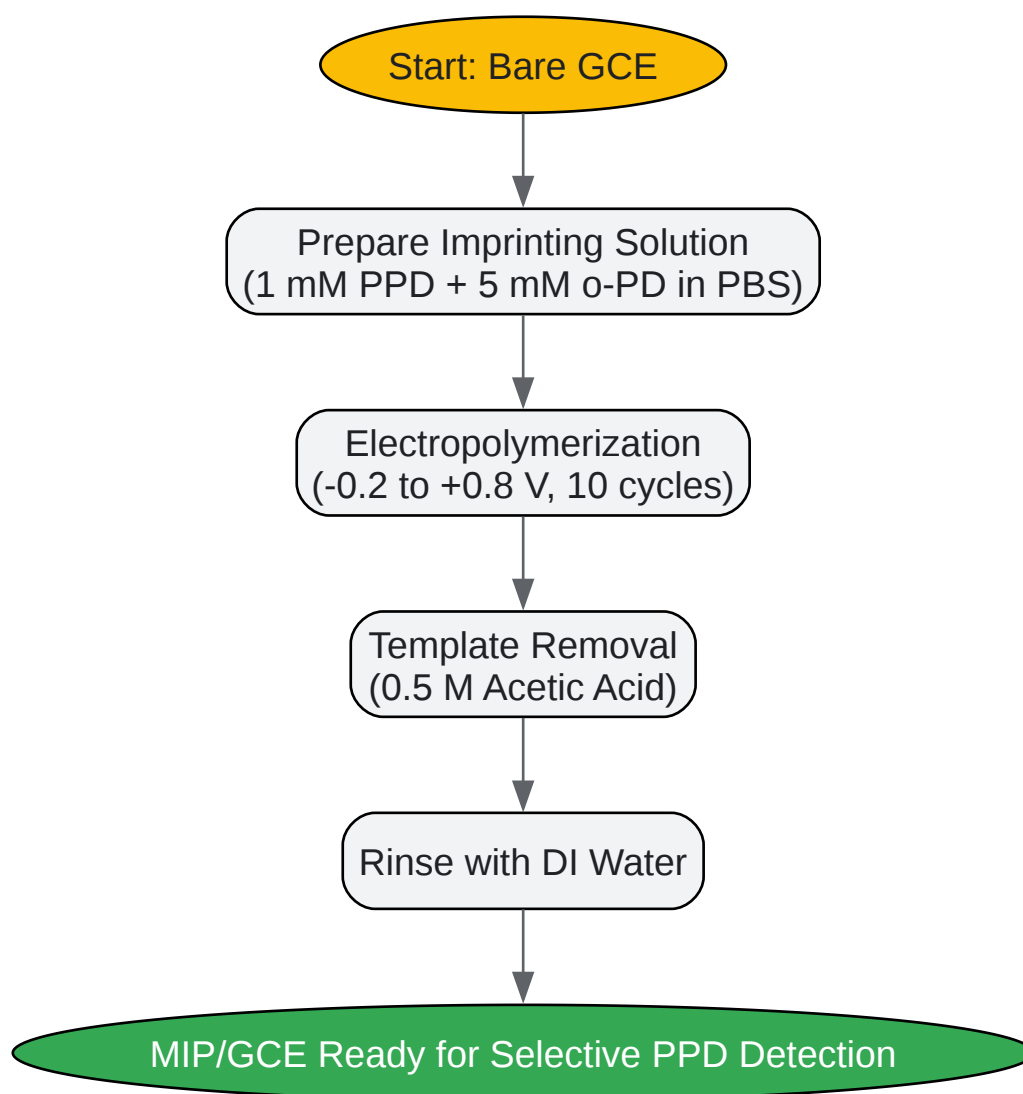 Start: Bare GCE
Prepare Imprinting Solution
(1 mM PPD + 5 mM o-PD in PBS)
Electropolymerization
(-0.2 to +0.8 V, 10 cycles)
Template Removal
(0.5 M Acetic Acid)
Rinse with DI Water
MIP/GCE Ready for Selective PPD Detection